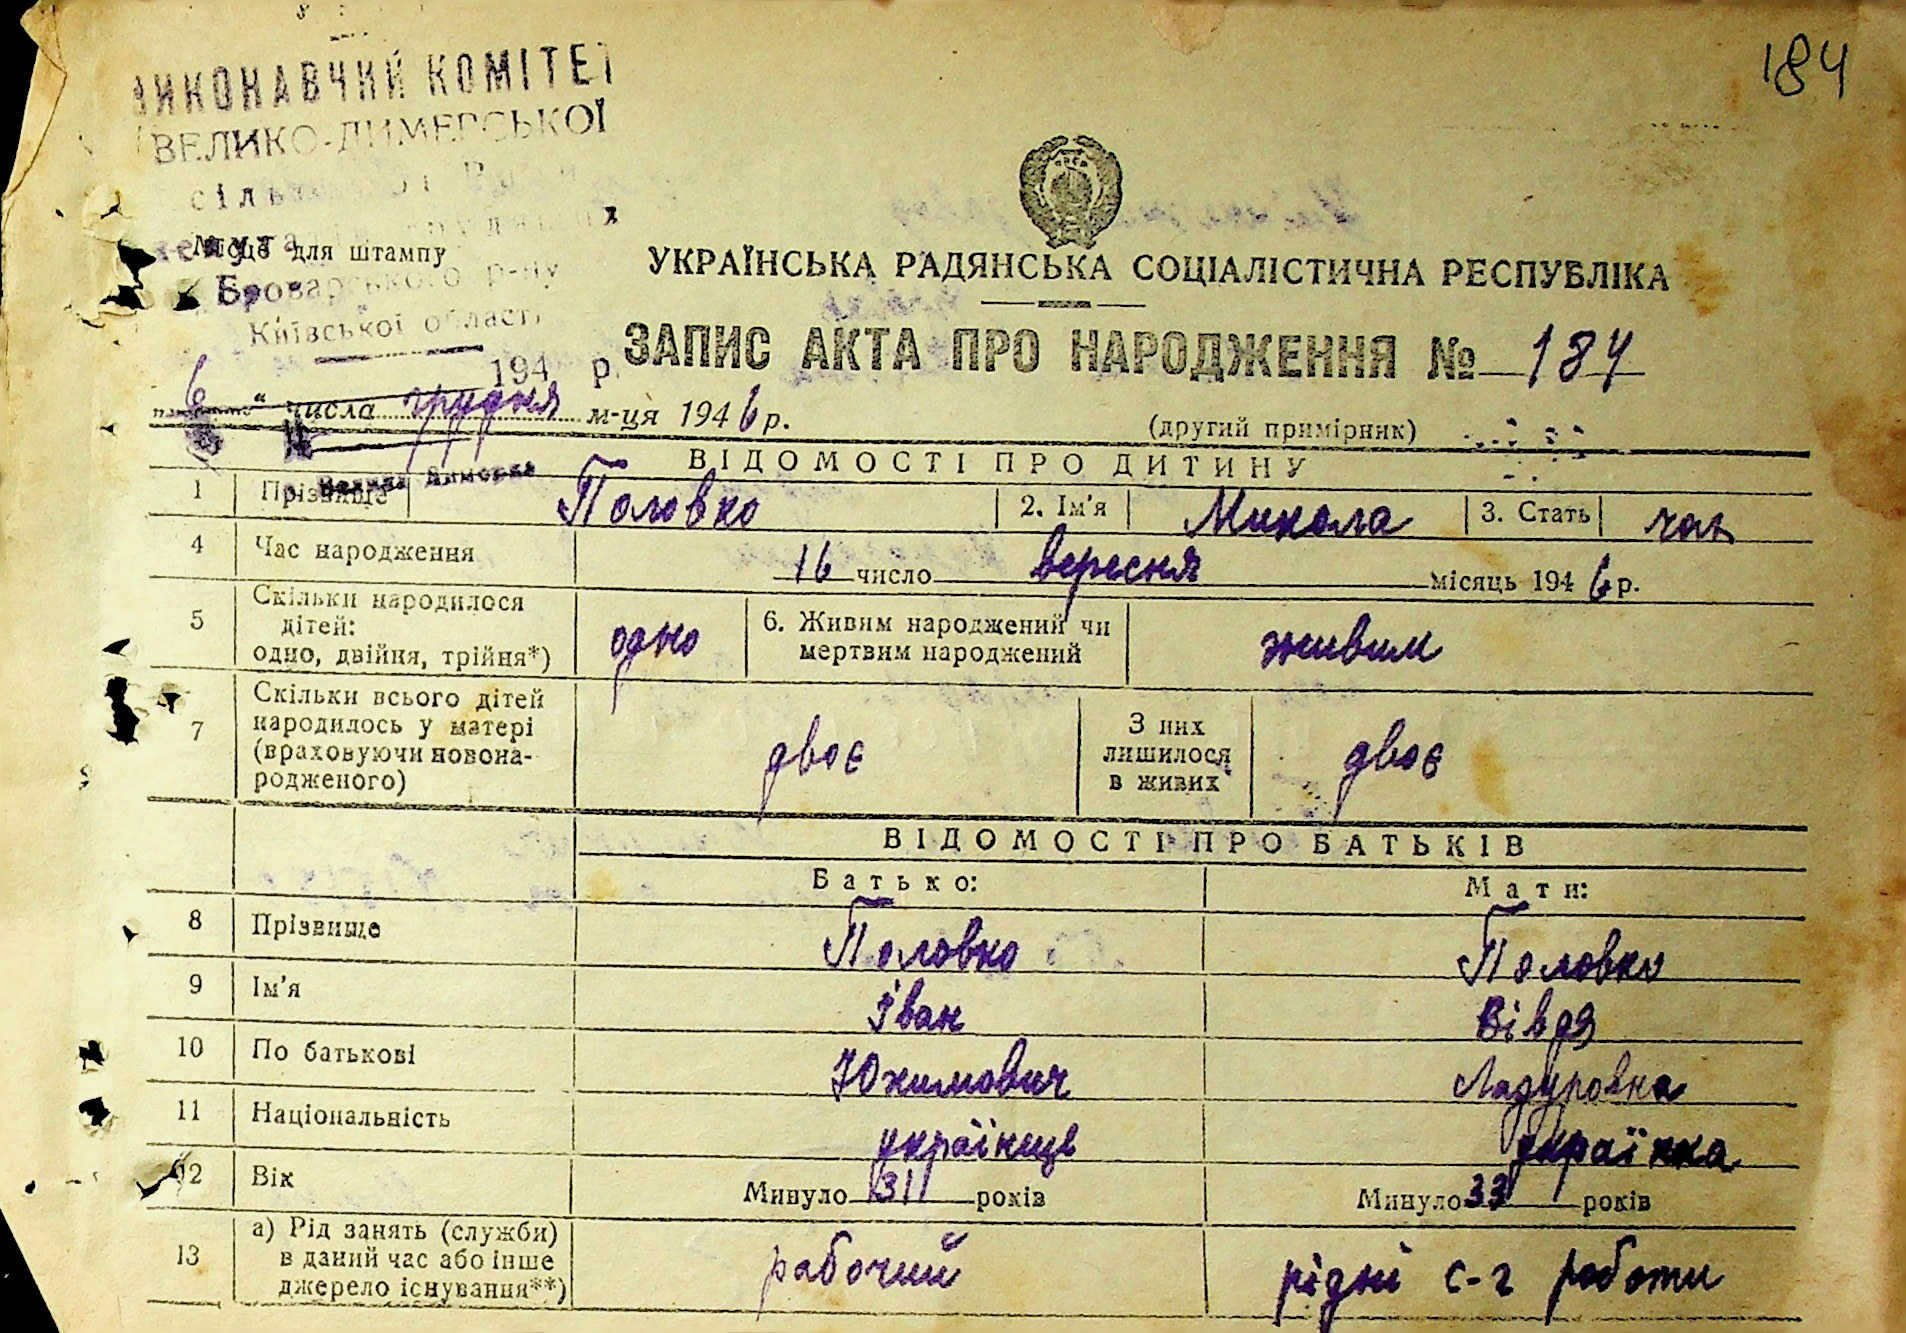 184
ВИКОНАВЧИЙ КОМІТЕТ
ВЕЛИКО-ДИМЕРСЬКОЇ
Місце для штампу
Броварського р-ну
Київської області
194 р.
УКРАЇНСЬКА РАДЯНСЬКА СОЦІАЛІСТИЧНА РЕСПУБЛІКА
ЗАПИС АКТА ПРО НАРОДЖЕННЯ № 184
„6“ числа грудня м-ця 1946 р.
(другий примірник)
ВІДОМОСТІ ПРО ДИТИНУ
1 Прізвище Половко 2. Ім'я Микола 3. Стать чол
4 Час народження 16 число вересня місяць 1946 р.
5 Скільки народилося
дітей:
одно, двійня, трійня*) одно 6. Живим народжений чи
мертвим народжений живим
7 Скільки всього дітей
народилось у матері
(враховуючи новона-
родженого) двоє З них
лишилося
в живих двоє
ВІДОМОСТІ ПРО БАТЬКІВ
Батько: Мати:
8 Прізвище Половко Половко
9 Ім'я Іван Вівдя
10 По батькові Юхимович
11 Національність українець українка
12 Вік Минуло 31 років Минуло 33 років
13 а) Рід занять (служби)
в даний час або інше
джерело існування**) рабочий с-г роботи